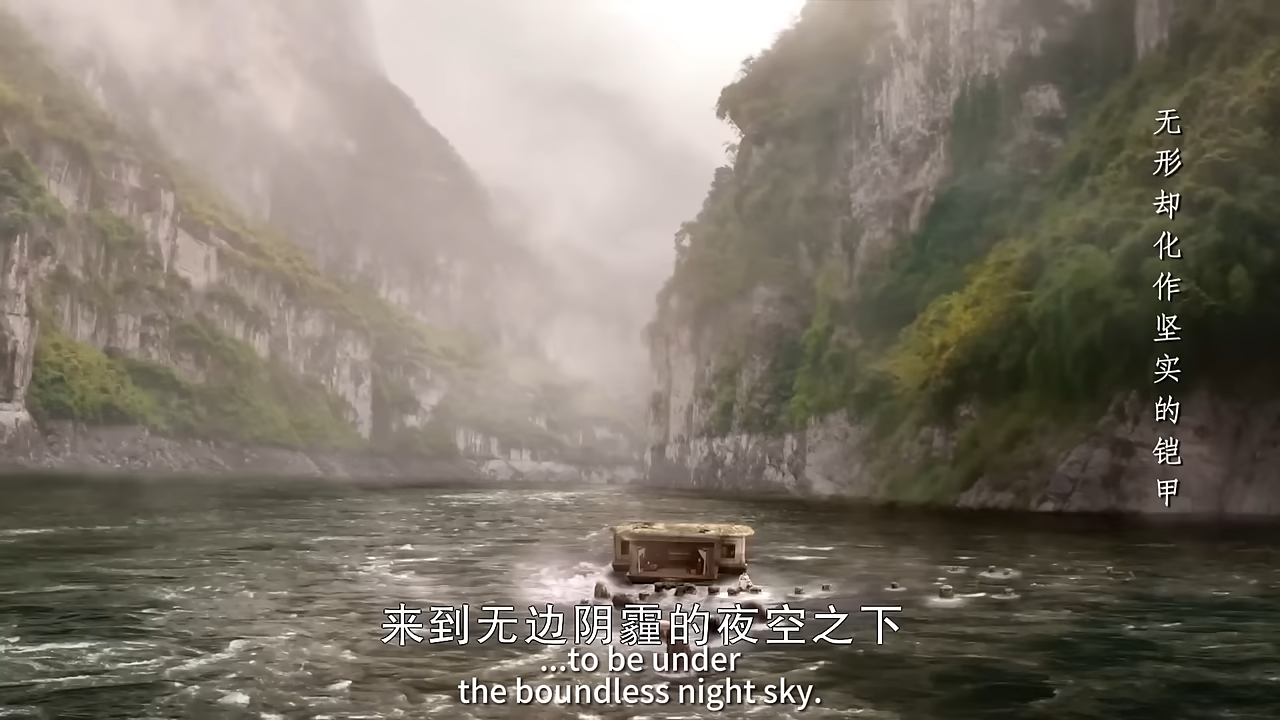 无形却化作坚实的铠甲
来到无边阴霾的夜空之下
...to be under
the boundless night sky.